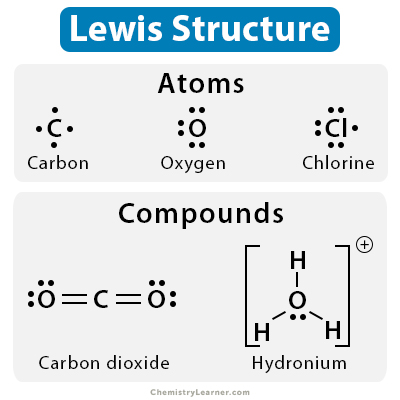 Lewis Structure
Atoms
C O Cl
Carbon Oxygen Chlorine
Compounds
O C O
H
O
H H
+
Carbon dioxide Hydronium
ChemistryLearner.com